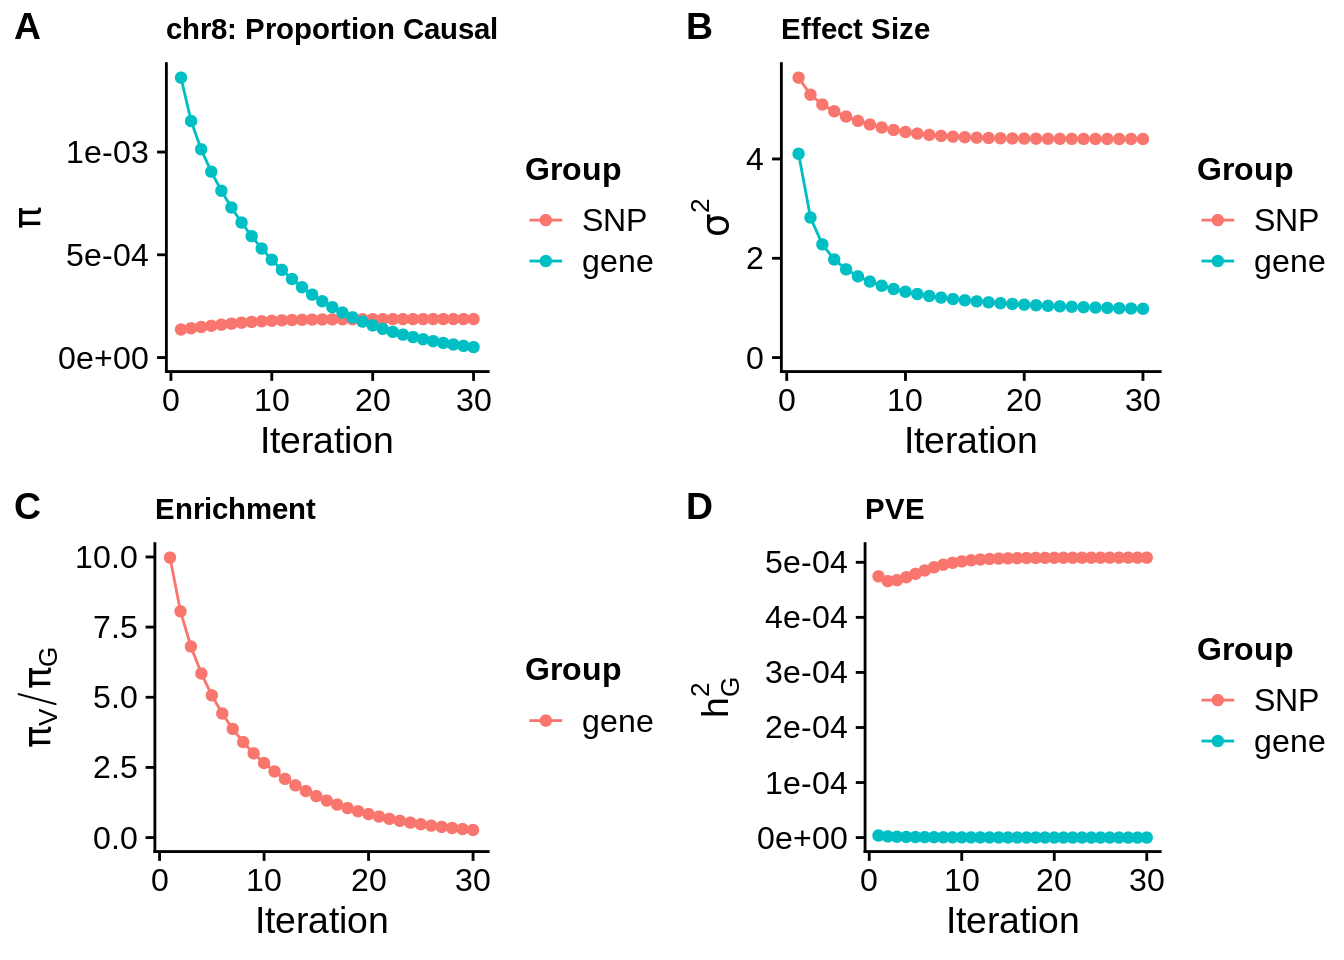 A
chr8: Proportion Causal
1e-03
5e-04
0e+00
π
0 10 20 30
Iteration
Group
SNP
gene
B
Effect Size
4
2
0
σ²
0 10 20 30
Iteration
Group
SNP
gene
C
Enrichment
10.0
7.5
5.0
2.5
0.0
π_V/π_G
0 10 20 30
Iteration
Group
gene
D
PVE
5e-04
4e-04
3e-04
2e-04
1e-04
0e+00
h²_G
0 10 20 30
Iteration
Group
SNP
gene